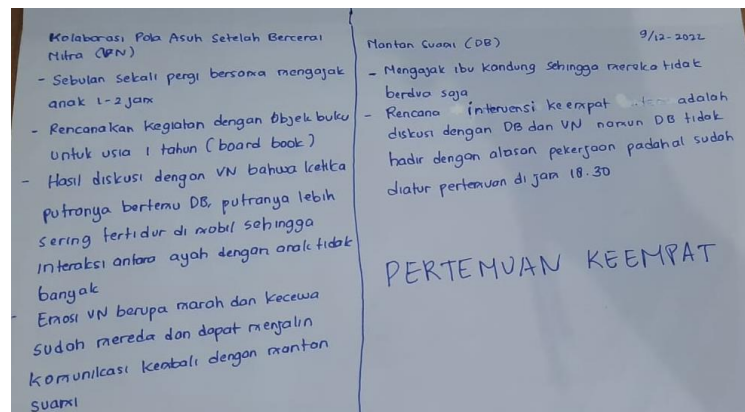 Kolaborasi Pola Asuh Setelah Bercerai
Mitra (VN)
- Sebulan sekali pergi bersama mengajak
anak 1-2 jam
- Rencanakan kegiatan dengan objek buku
untuk usia 1 tahun (board book)
- Hasil diskusi dengan VN bahwa ketika
putranya bertemu DB, putranya lebih
sering tertidur di mobil sehingga
interaksi antara ayah dengan anak tidak
banyak
- Emosi VN berupa marah dan kecewa
sudah mereda dan dapat menjalin
komunikasi kembali dengan mantan
suami
9/12-2022
Mantan Suami (DB)
- Mengajak ibu kandung sehingga mereka tidak
berdua saja
- Rencana intervensi keempat adalah
diskusi dengan DB dan VN namun DB tidak
hadir dengan alasan pekerjaan padahal sudah
diatur pertemuan di jam 18.30
PERTEMUAN KEEMPAT